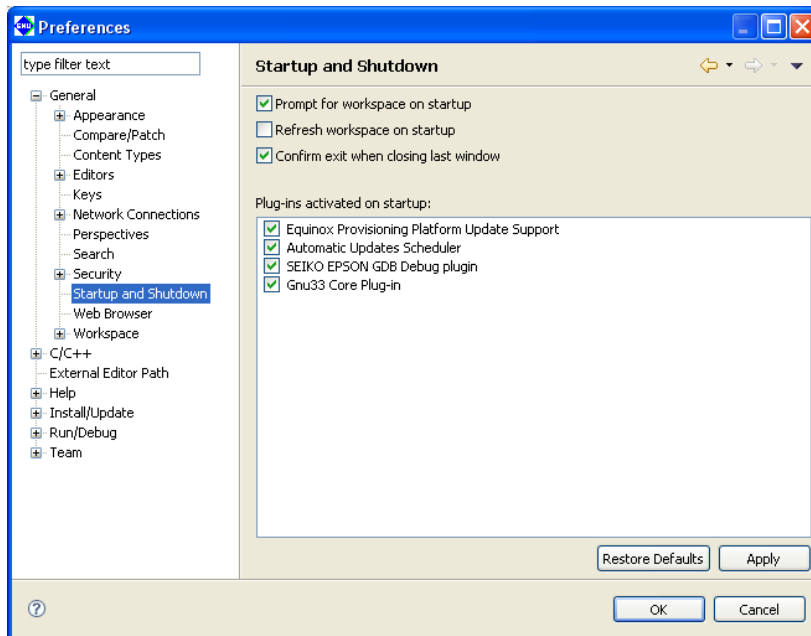 GNU Preferences
type filter text
General
Appearance
Compare/Patch
Content Types
Editors
Keys
Network Connections
Perspectives
Search
Security
Startup and Shutdown
Web Browser
Workspace
C/C++
External Editor Path
Help
Install/Update
Run/Debug
Team
Startup and Shutdown
Prompt for workspace on startup
Refresh workspace on startup
Confirm exit when closing last window
Plug-ins activated on startup:
Equinox Provisioning Platform Update Support
Automatic Updates Scheduler
SEIKO EPSON GDB Debug plugin
Gnu33 Core Plug-in
Restore Defaults
Apply
?
OK
Cancel